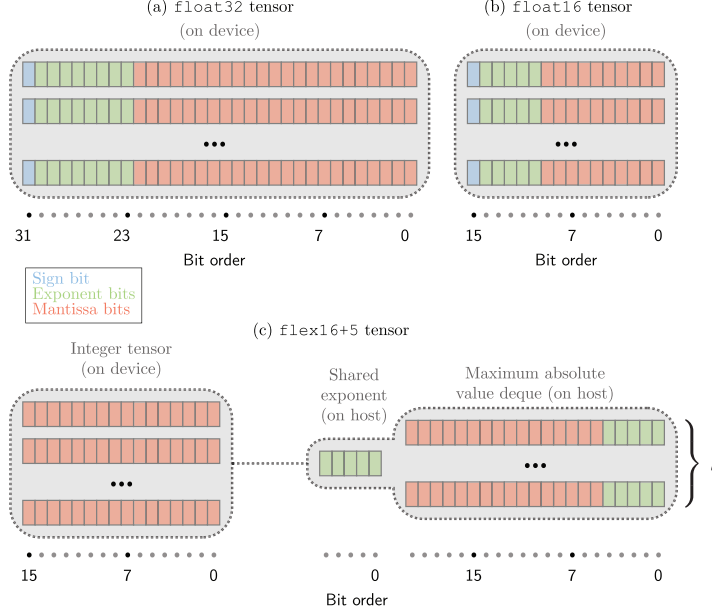 (a) float32 tensor
(on device)
(b) float16 tensor
(on device)
31 23 15 7 0
Bit order
15 7 0
Bit order
Sign bit
Exponent bits
Mantissa bits
(c) flex16+5 tensor
Integer tensor
(on device)
Shared
exponent
(on host)
Maximum absolute
value deque (on host)
15 7 0
0 15 7 0
Bit order